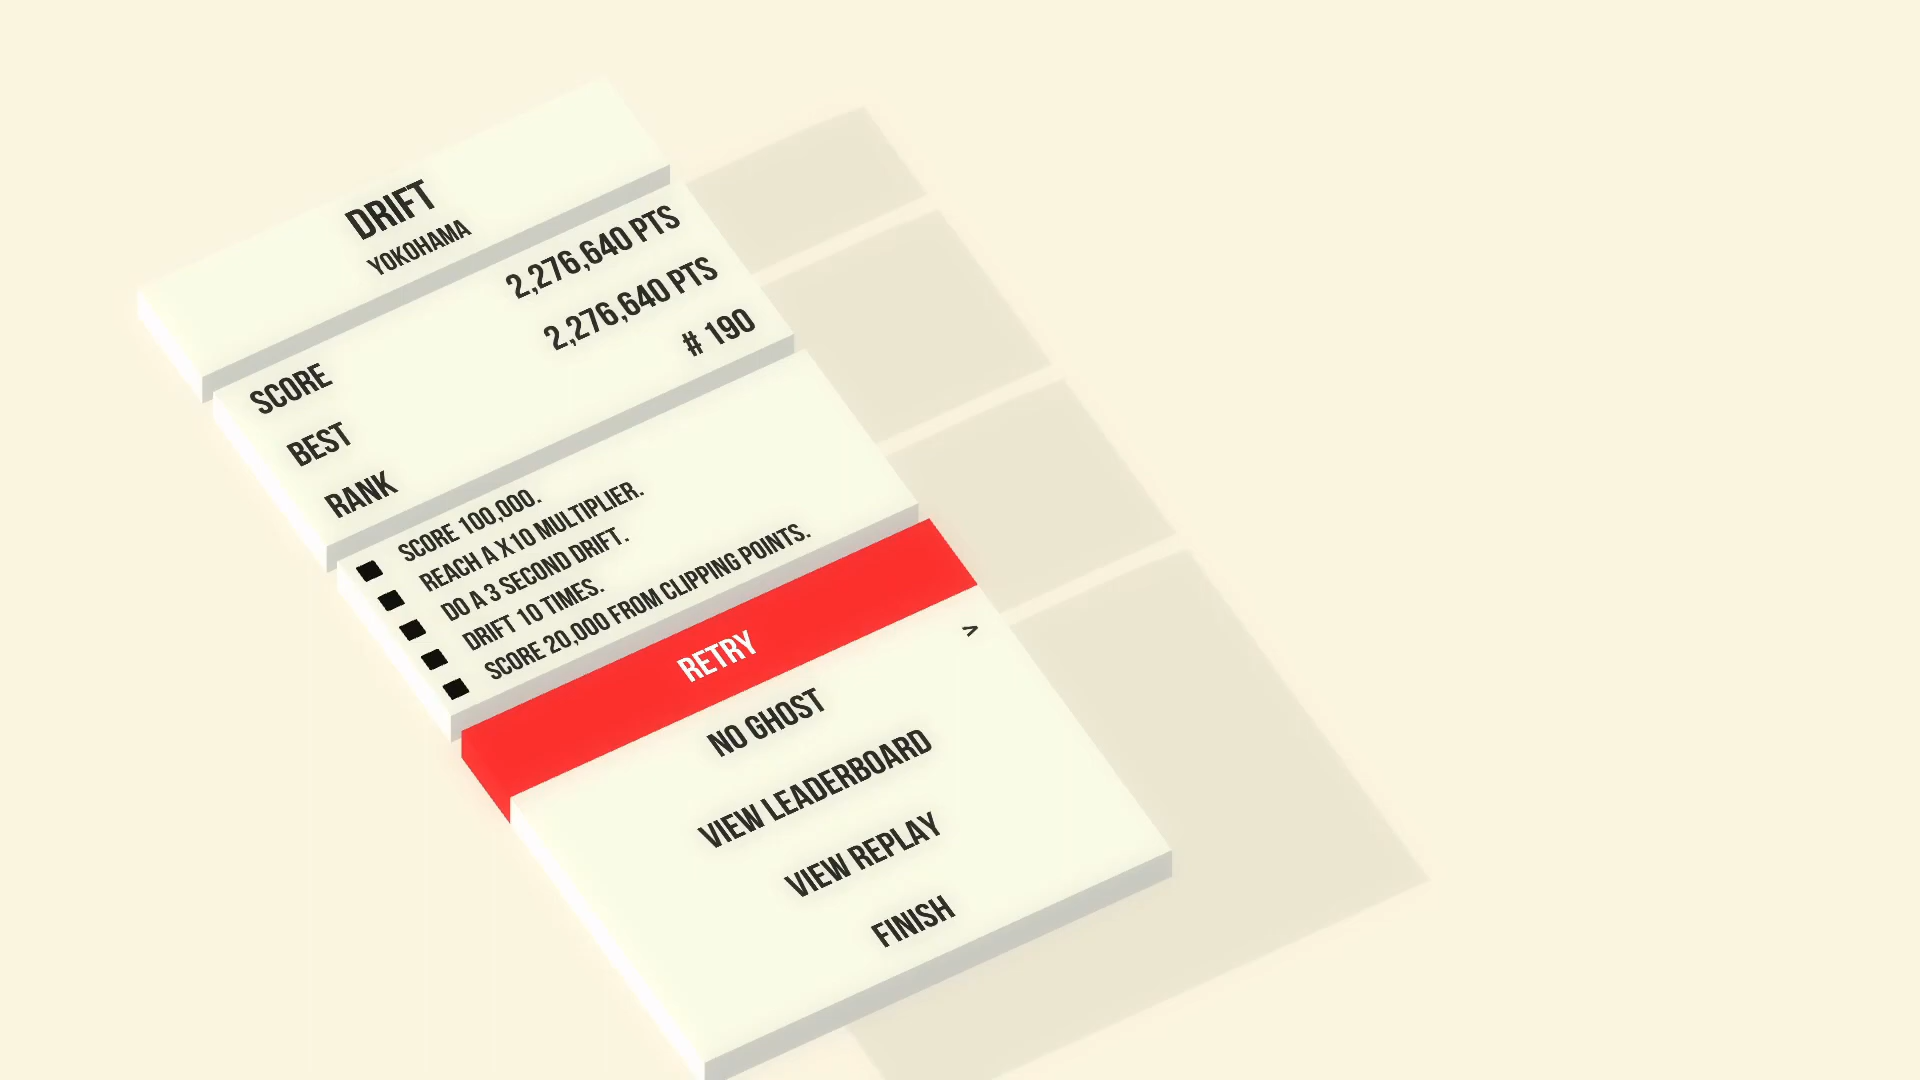 DRIFT
YOKOHAMA
SCORE 2,276,640 PTS
BEST 2,276,640 PTS
RANK # 190
SCORE 100,000.
REACH A X10 MULTIPLIER.
DO A 3 SECOND DRIFT.
DRIFT 10 TIMES.
SCORE 20,000 FROM CLIPPING POINTS.
RETRY
NO GHOST >
VIEW LEADERBOARD
VIEW REPLAY
FINISH